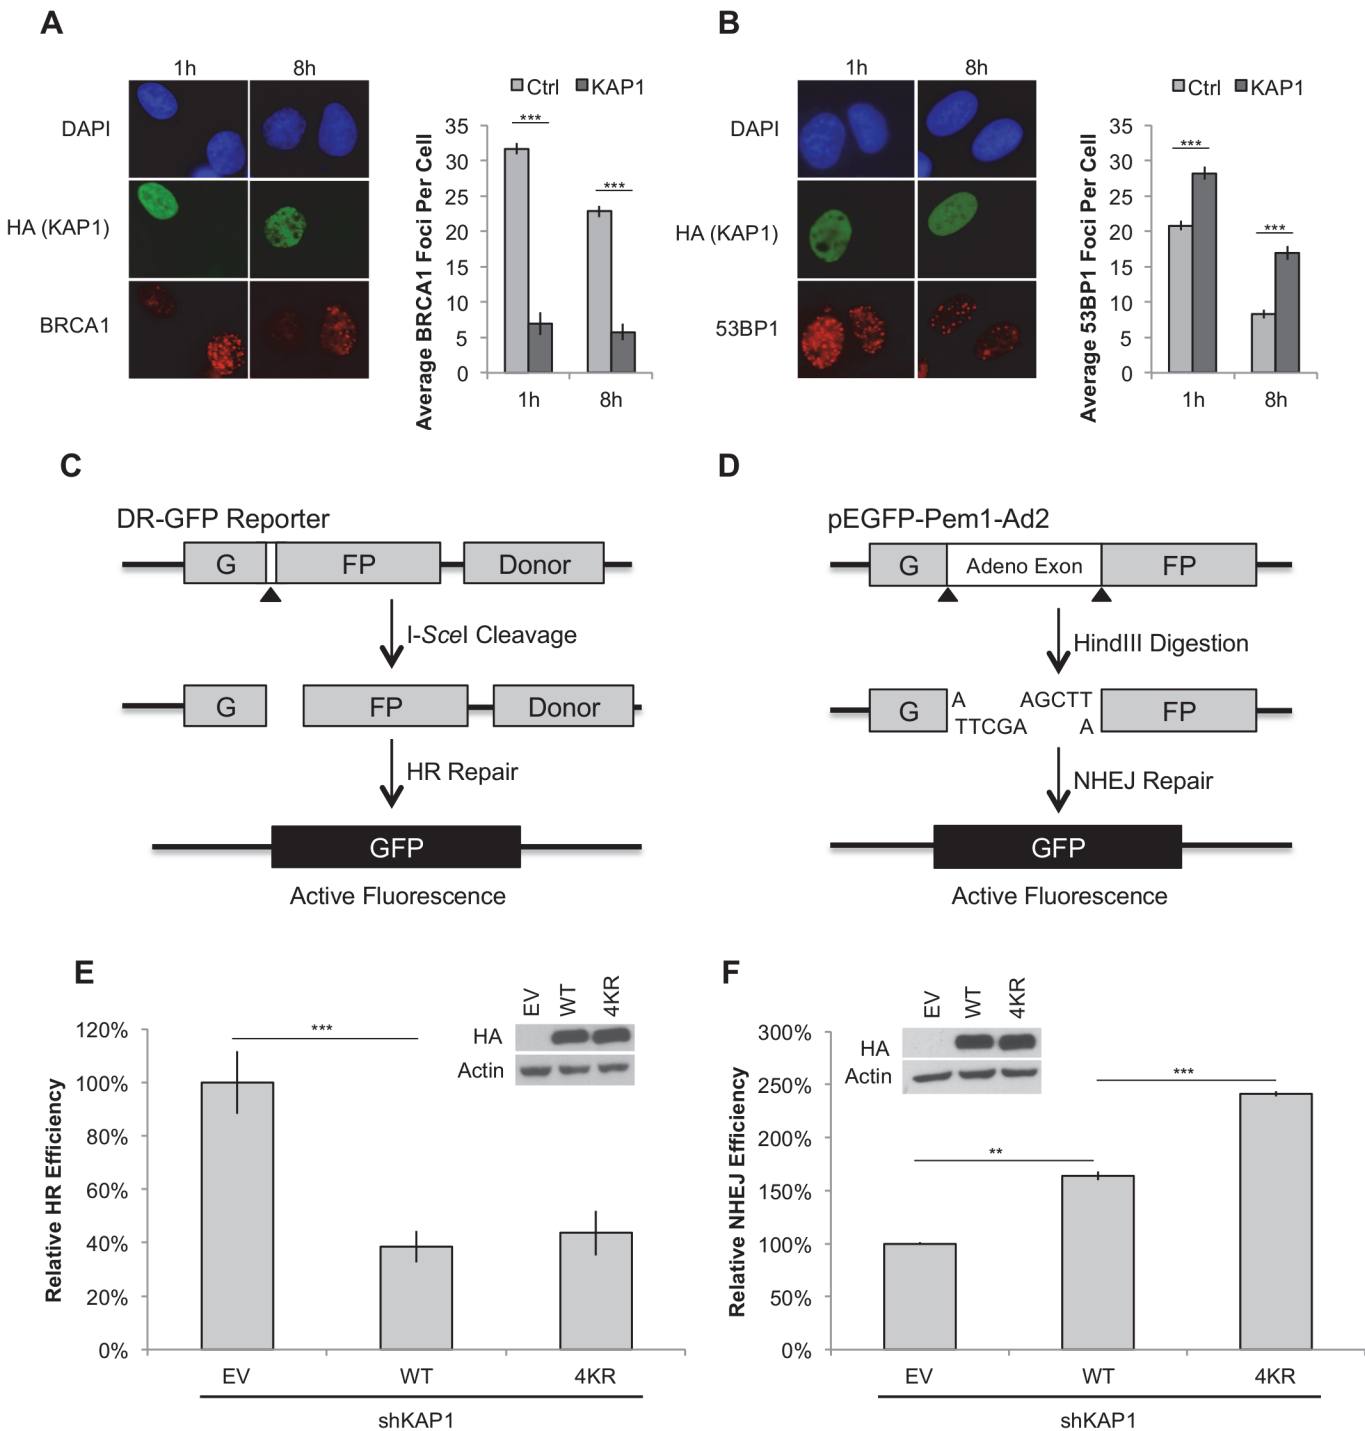 A
1h 8h
DAPI
HA (KAP1)
BRCA1
Ctrl KAP1
Average BRCA1 Foci Per Cell
35
30
25
20
15
10
5
0
***
***
1h 8h
B
1h 8h
DAPI
HA (KAP1)
53BP1
Ctrl KAP1
Average 53BP1 Foci Per Cell
35
30
25
20
15
10
5
0
***
***
1h 8h
C
DR-GFP Reporter
G FP Donor
I-SceI Cleavage
G FP Donor
HR Repair
GFP
Active Fluorescence
D
pEGFP-Pem1-Ad2
G Adeno Exon FP
HindIII Digestion
G A AGCTT FP
TTCGA A
NHEJ Repair
GFP
Active Fluorescence
E
EV WT 4KR
HA
Actin
Relative HR Efficiency
120%
100%
80%
60%
40%
20%
0%
***
EV WT 4KR
shKAP1
F
EV WT 4KR
HA
Actin
Relative NHEJ Efficiency
300%
250%
200%
150%
100%
50%
0%
***
**
EV WT 4KR
shKAP1